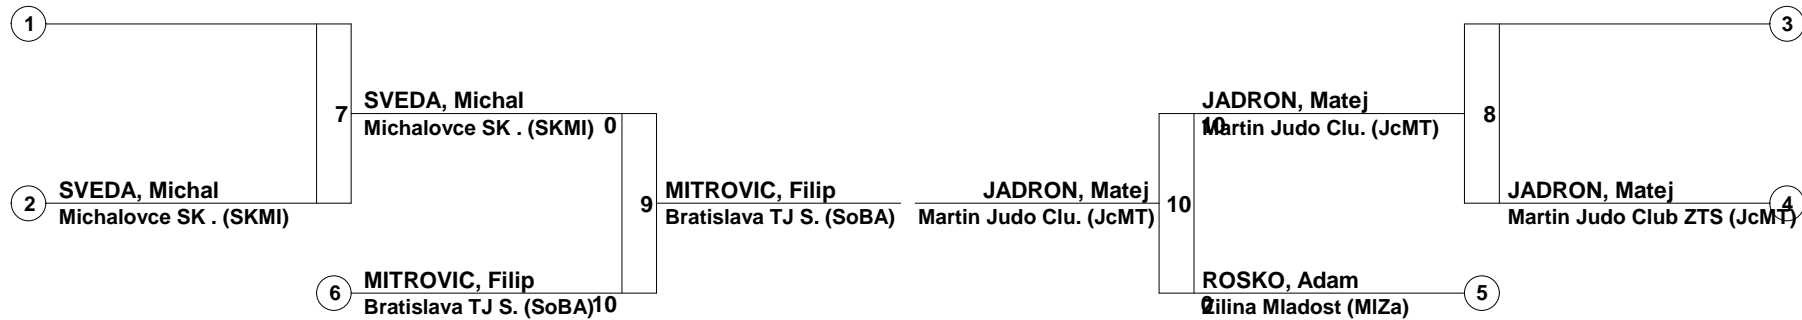 1
3
SVEDA, Michal
Michalovce SK . (SKMI) 0
7
JADRON, Matej
10
Martin Judo Clu. (JcMT)
8
2
SVEDA, Michal
Michalovce SK . (SKMI)
9
MITROVIC, Filip
Bratislava TJ S. (SoBA)
JADRON, Matej
Martin Judo Clu. (JcMT)
10
JADRON, Matej
Martin Judo Club ZTS (JcMT)
4
6
MITROVIC, Filip
Bratislava TJ S. (SoBA) 10
ROSKO, Adam
0
Zilina Mladost (MlZa)
5